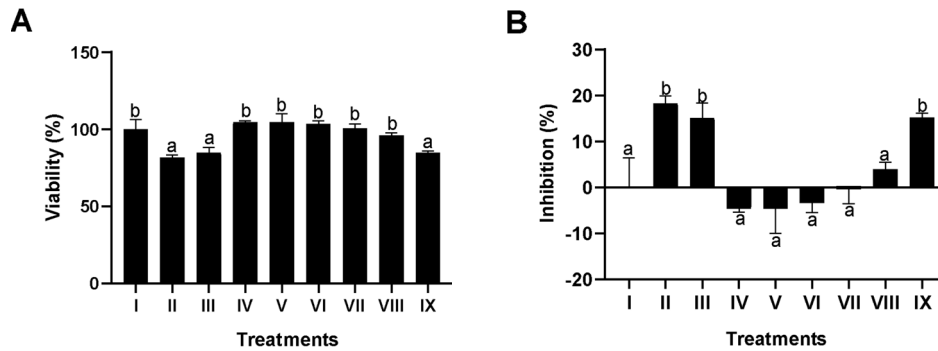 A
Viability (%)
150
100
50
0
b
a
a
b
b
b
b
b
a
I II III IV V VI VII VIII IX
Treatments
B
Inhibition (%)
30
20
10
0
-10
-20
a
b
b
a
a
a
a
a
b
I II III IV V VI VII VIII IX
Treatments